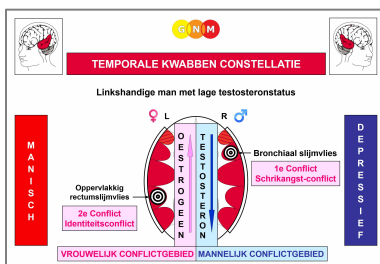 GNM
TEMPORALE KWABBEN CONSTELLATIE
Linkshandige man met lage testosteronstatus
♀ L R ♂
MANISCH
OESTROGEEN
TESTOSTERON
DEPRESSIEF
Bronchiaal slijmvlies
1e Conflict
Schrikangst-conflict
Oppervlakkig
rectumslijmvlies
2e Conflict
Identiteitsconflict
VROUWELIJK CONFLICTGEBIED
MANNELIJK CONFLICTGEBIED